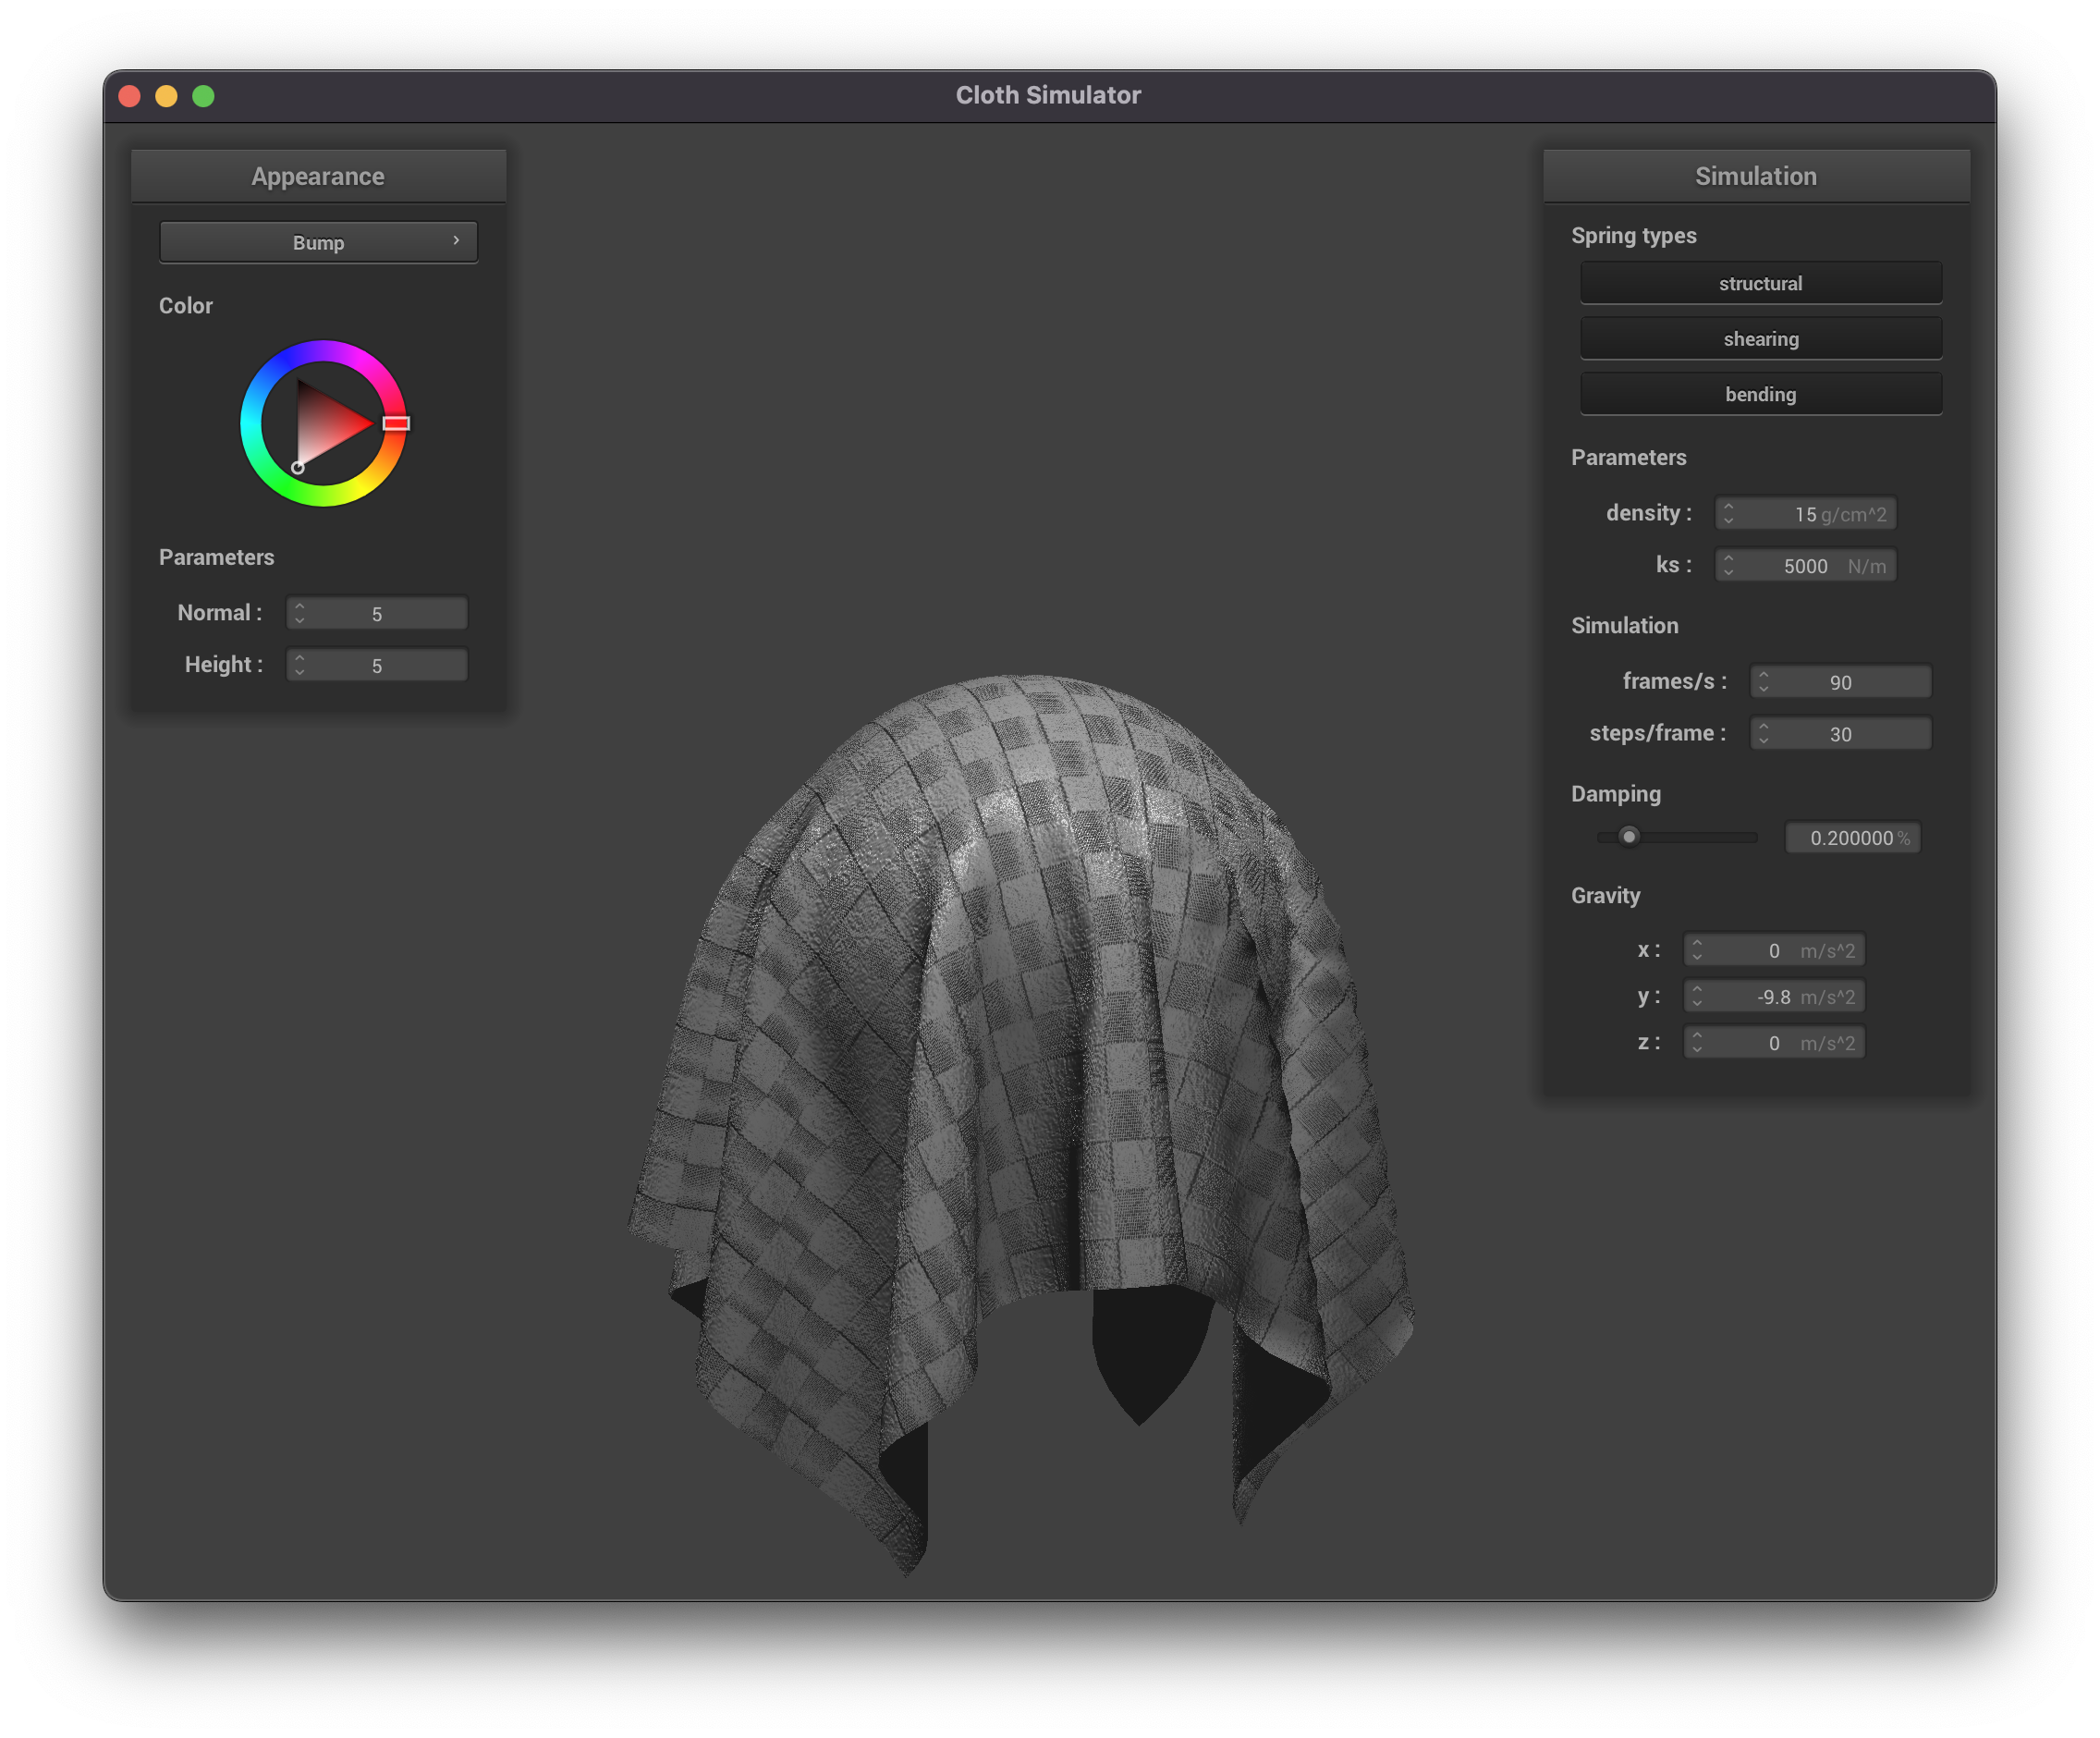 Cloth Simulator
Appearance
Bump
Color
Parameters
Normal : 5
Height : 5
Simulation
Spring types
structural
shearing
bending
Parameters
density : 15 g/cm^2
ks : 5000 N/m
Simulation
frames/s : 90
steps/frame : 30
Damping
0.200000 %
Gravity
x : 0 m/s^2
y : -9.8 m/s^2
z : 0 m/s^2